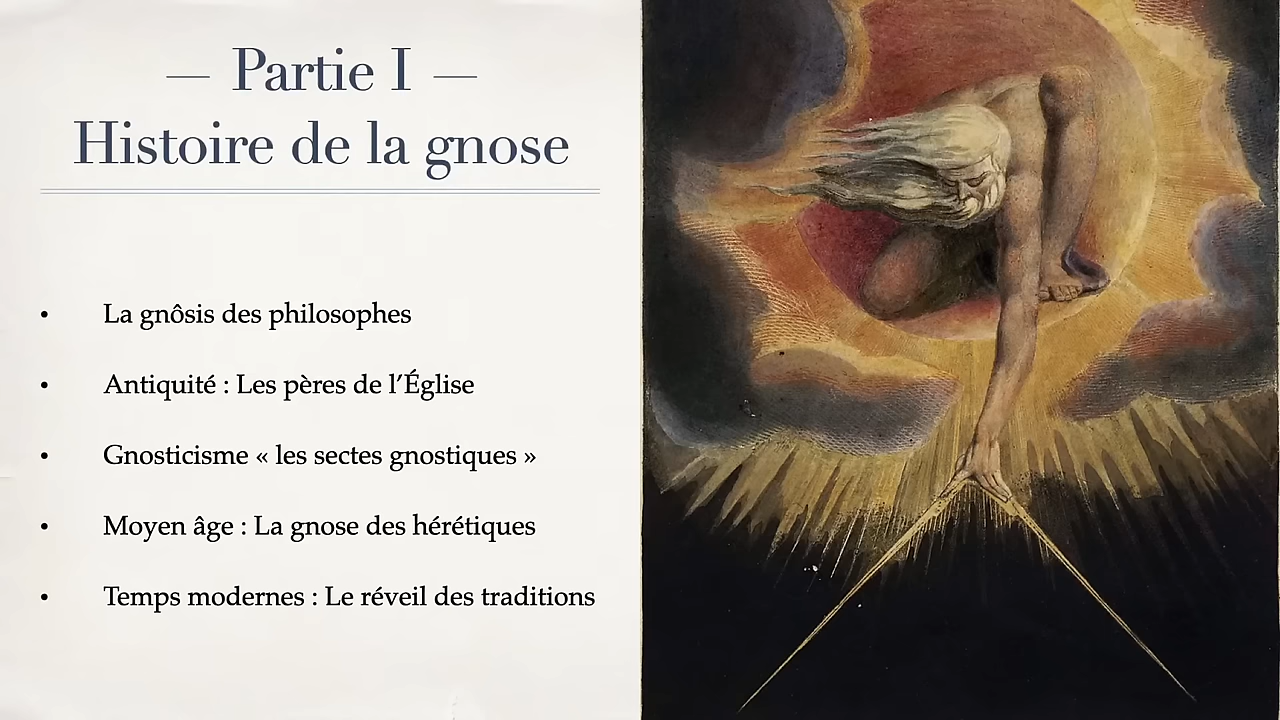 — Partie I —
Histoire de la gnose
• La gnôsis des philosophes
• Antiquité : Les pères de l’Église
• Gnosticisme « les sectes gnostiques »
• Moyen âge : La gnose des hérétiques
• Temps modernes : Le réveil des traditions